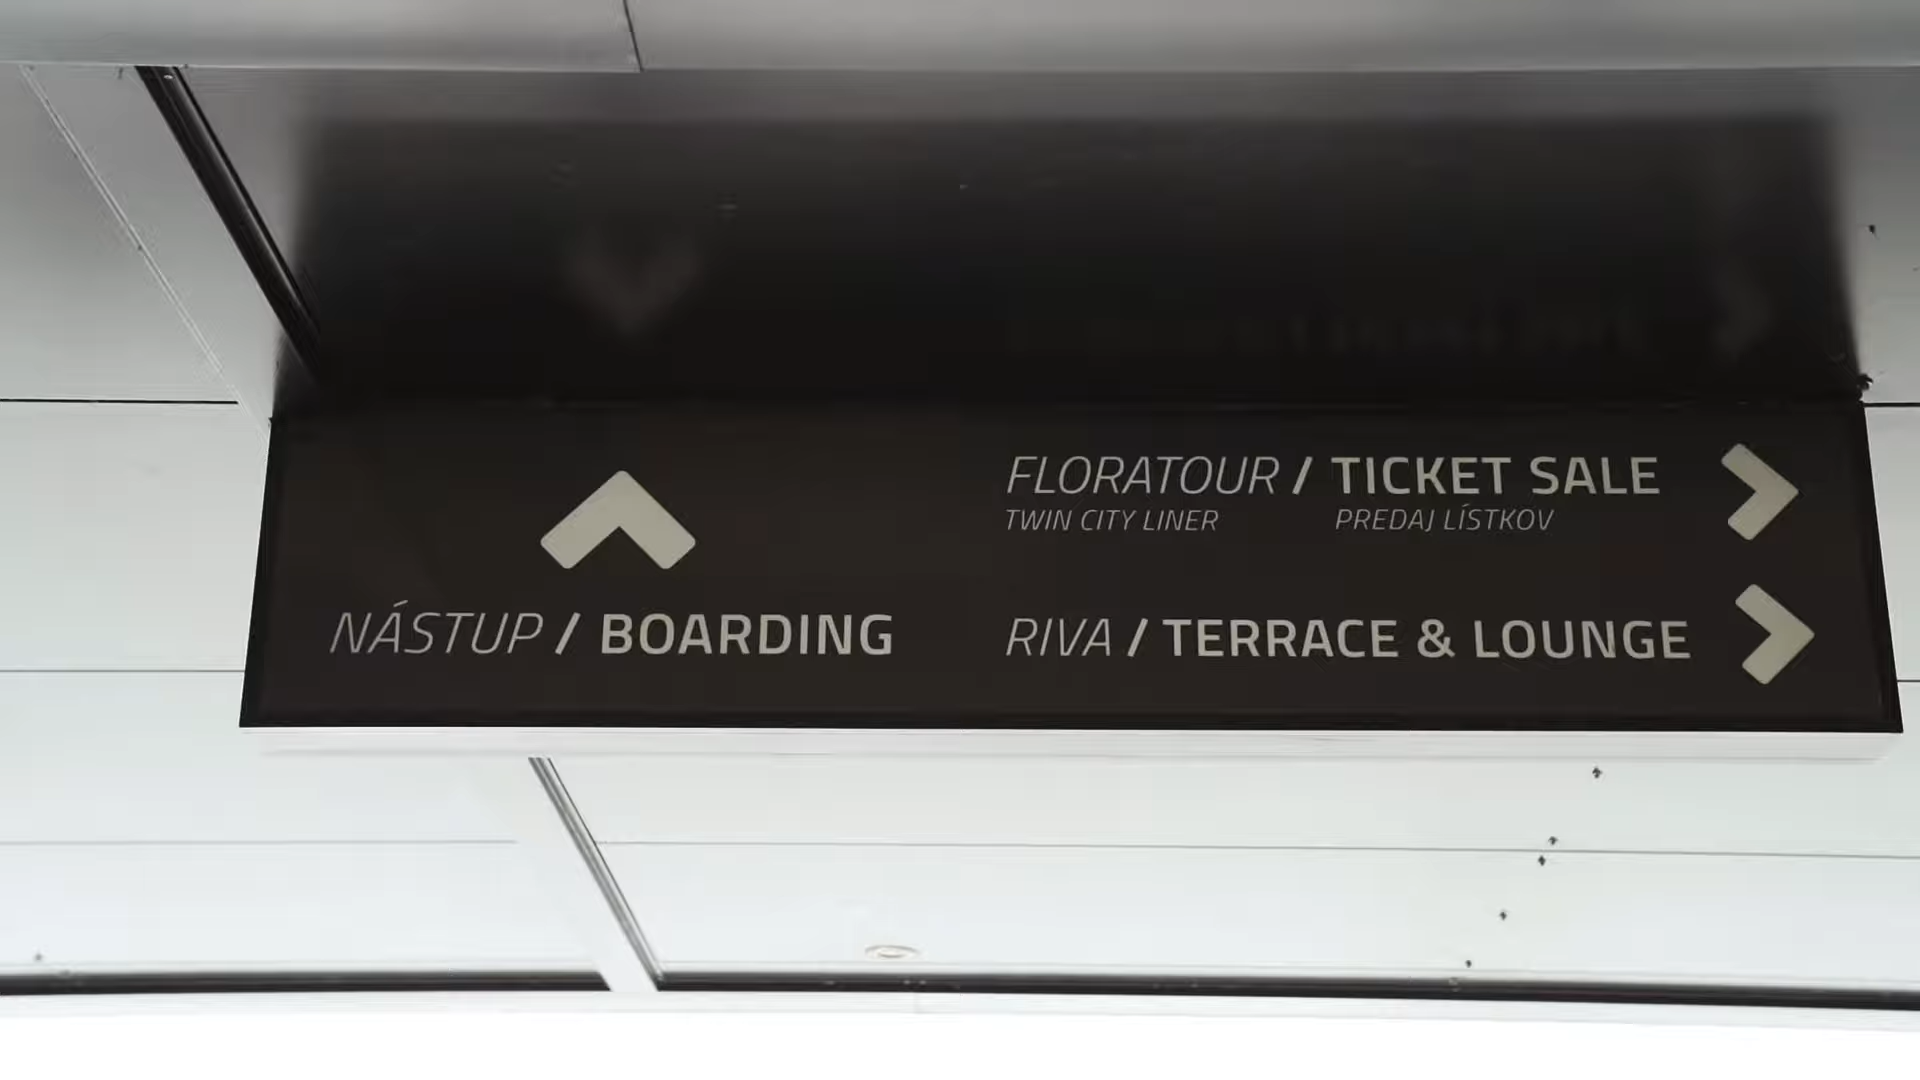 NÁSTUP / BOARDING
FLORATOUR / TICKET SALE
TWIN CITY LINER PREDAJ LÍSTKOV
RIVA / TERRACE & LOUNGE